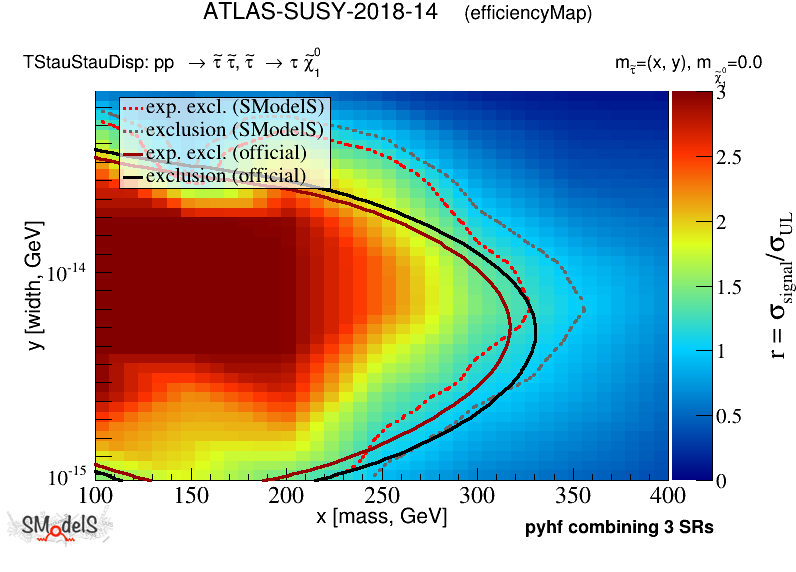 ATLAS-SUSY-2018-14 (efficiencyMap)
TStauStauDisp: pp → τ̃ τ̃, τ̃ → τ χ̃⁰₁
m_τ̃=(x, y), m_χ̃⁰₁=0.0
exp. excl. (SModelS)
exclusion (SModelS)
exp. excl. (official)
exclusion (official)
y [width, GeV]
10⁻¹⁴
10⁻¹⁵
100 150 200 250 300 350 400
x [mass, GeV]
3
2.5
2
1.5
1
0.5
0
r = σ_signal/σ_UL
SModelS
pyhf combining 3 SRs